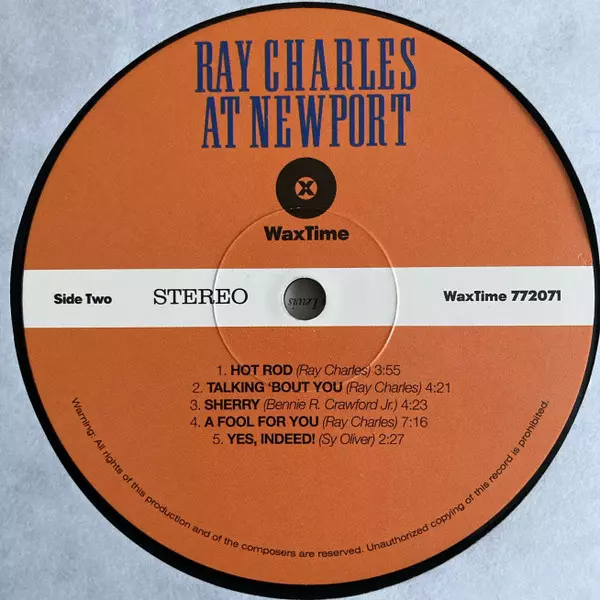 RAY CHARLES
AT NEWPORT
X
WaxTime
Side Two STEREO WaxTime 772071
1. HOT ROD (Ray Charles) 3:55
2. TALKING ‘BOUT YOU (Ray Charles) 4:21
3. SHERRY (Bennie R. Crawford Jr.) 4:23
4. A FOOL FOR YOU (Ray Charles) 7:16
5. YES, INDEED! (Sy Oliver) 2:27
Warning: All rights of this production and of the composers are reserved. Unauthorized copying of this record is prohibited.